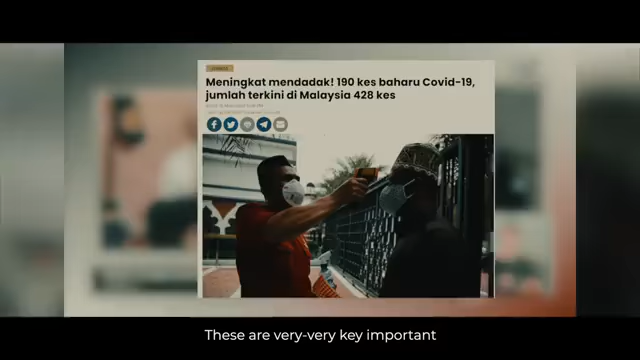 Meningkat mendadak! 190 kes baharu Covid-19,
jumlah terkini di Malaysia 428 kes
These are very-very key important